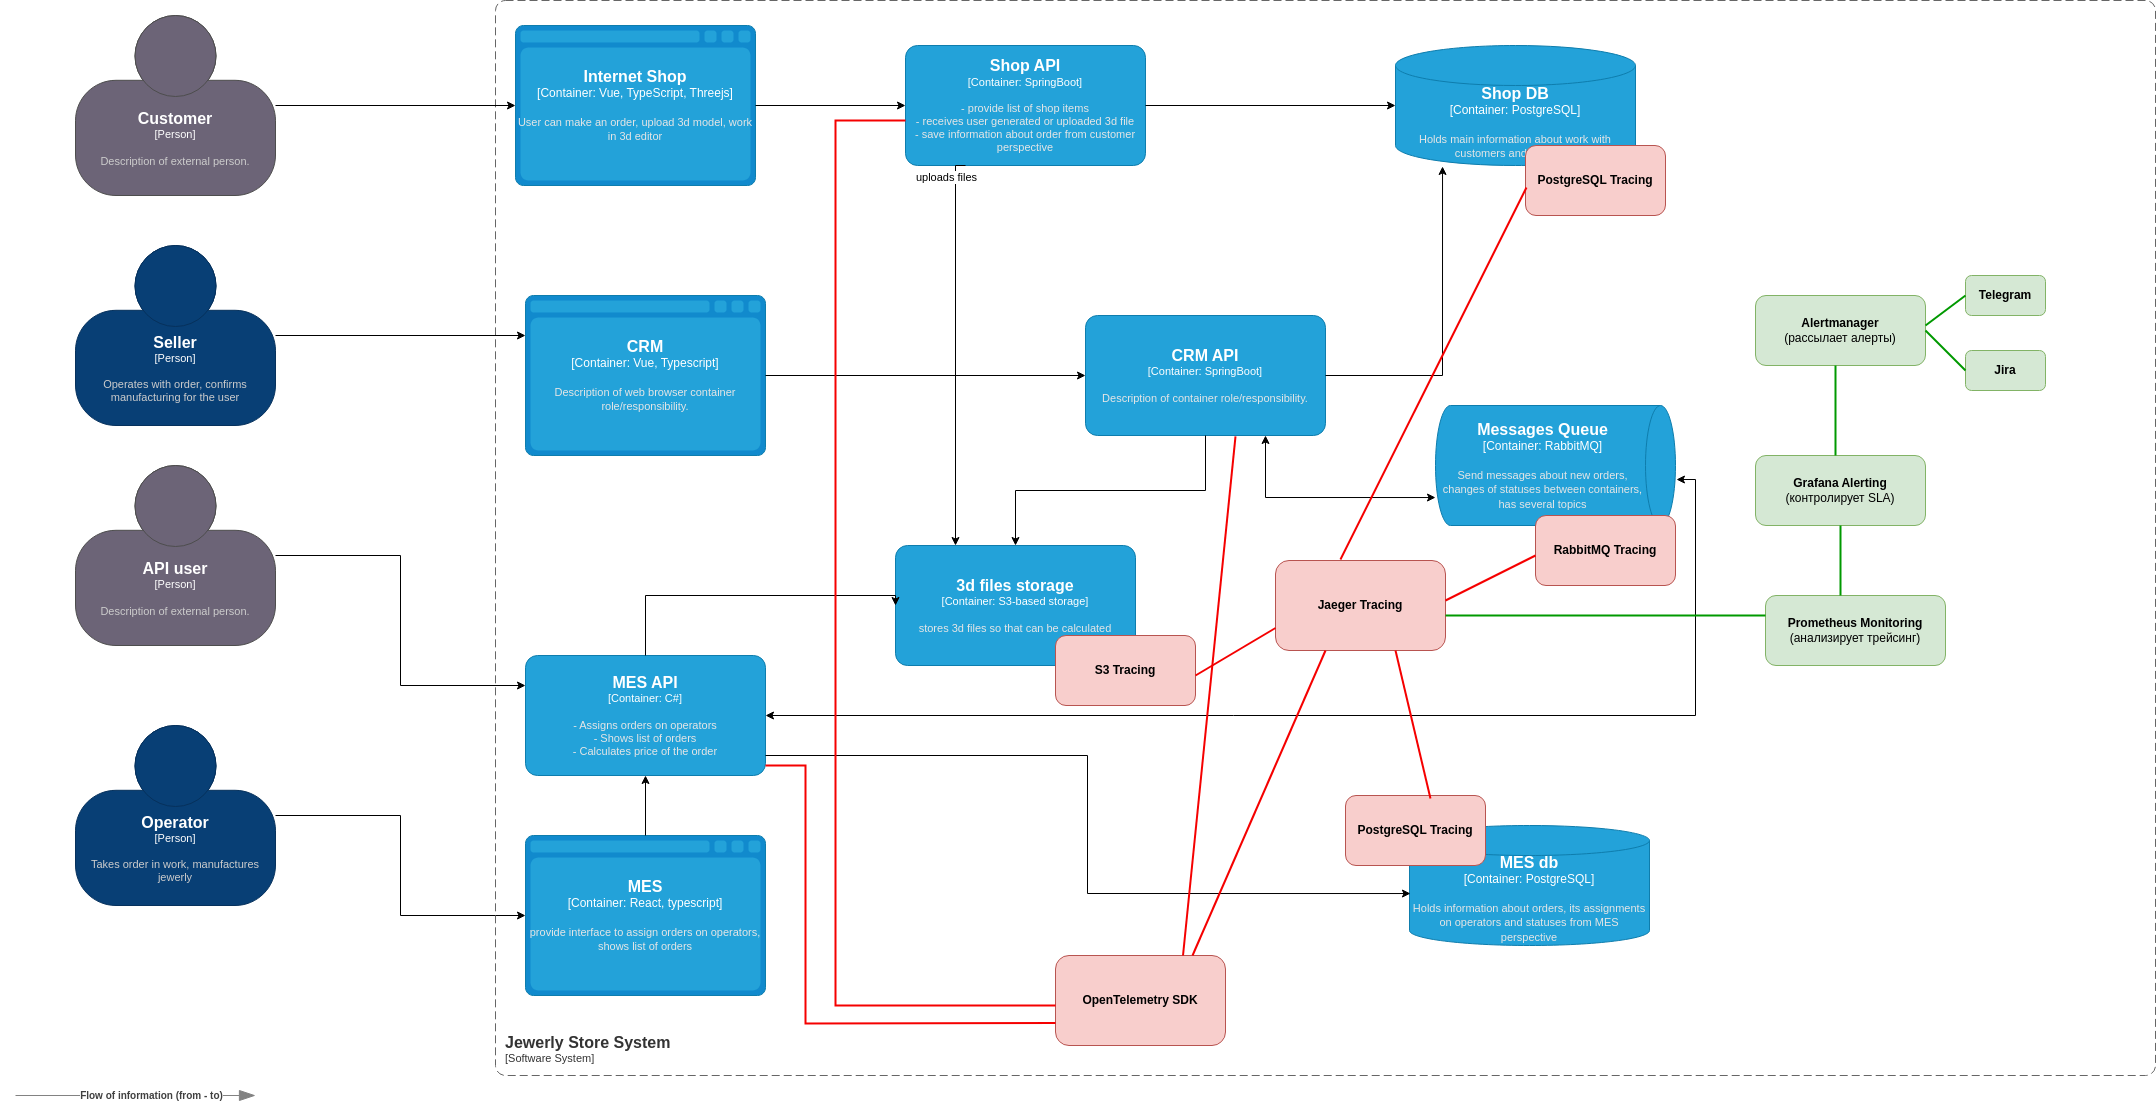 Customer
[Person]
Description of external person.
Internet Shop
[Container: Vue, TypeScript, Threejs]
User can make an order, upload 3d model, work
in 3d editor
Shop API
[Container: SpringBoot]
- provide list of shop items
- receives user generated or uploaded 3d file
- save information about order from customer
perspective
uploads files
Shop DB
[Container: PostgreSQL]
Holds main information about work with
customers and
PostgreSQL Tracing
Seller
[Person]
Operates with order, confirms
manufacturing for the user
CRM
[Container: Vue, Typescript]
Description of web browser container
role/responsibility.
CRM API
[Container: SpringBoot]
Description of container role/responsibility.
Alertmanager
(рассылает алерты)
Telegram
Jira
Messages Queue
[Container: RabbitMQ]
Send messages about new orders,
changes of statuses between containers,
has several topics
RabbitMQ Tracing
Grafana Alerting
(контролирует SLA)
API user
[Person]
Description of external person.
3d files storage
[Container: S3-based storage]
stores 3d files so that can be calculated
S3 Tracing
Jaeger Tracing
Prometheus Monitoring
(анализирует трейсинг)
MES API
[Container: C#]
- Assigns orders on operators
- Shows list of orders
- Calculates price of the order
Operator
[Person]
Takes order in work, manufactures
jewerly
MES
[Container: React, typescript]
provide interface to assign orders on operators,
shows list of orders
PostgreSQL Tracing
MES db
[Container: PostgreSQL]
Holds information about orders, its assignments
on operators and statuses from MES
perspective
OpenTelemetry SDK
Jewerly Store System
[Software System]
Flow of information (from - to)